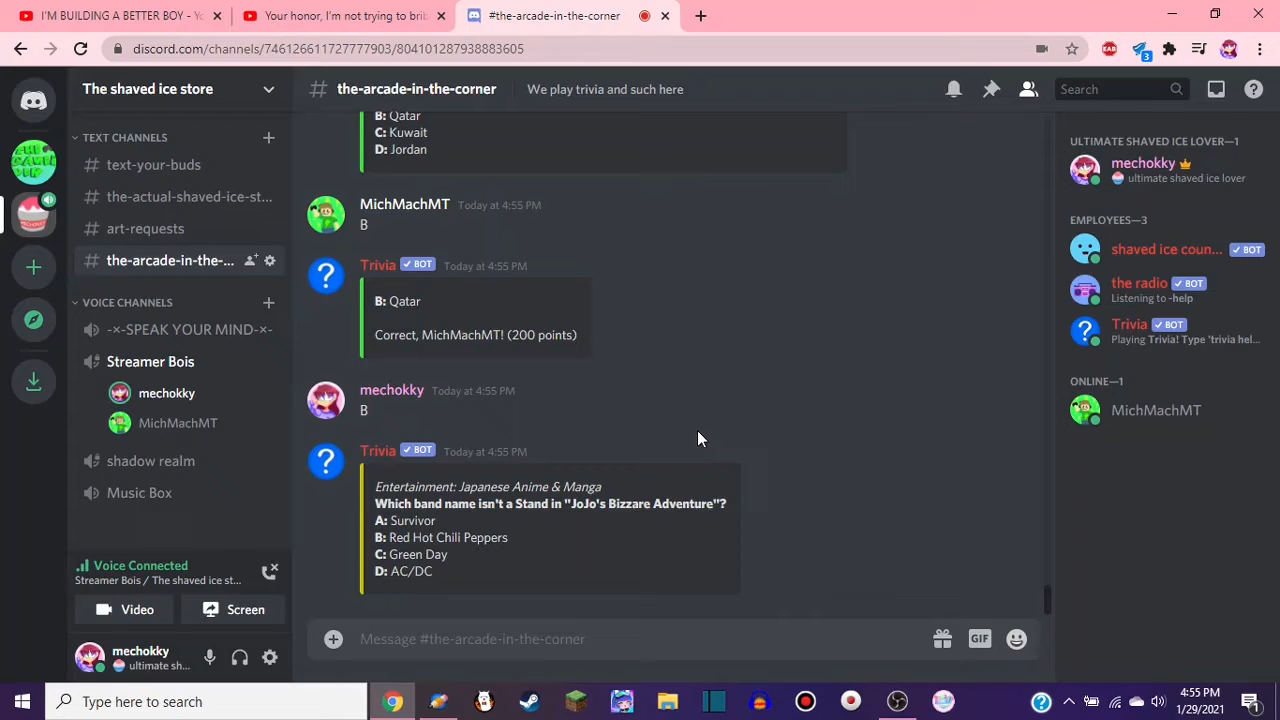 I'M BUILDING A BETTER BOY - Yo
Your honor, I'm not trying to brib
#the-arcade-in-the-corner
discord.com/channels/746126611727777903/804101287938883605
3
The shaved ice store
the-arcade-in-the-corner
We play trivia and such here
Search
TEXT CHANNELS
text-your-buds
the-actual-shaved-ice-st...
art-requests
the-arcade-in-the-...
VOICE CHANNELS
-×-SPEAK YOUR MIND-×-
Streamer Bois
mechokky
MichMachMT
shadow realm
Music Box
Voice Connected
Streamer Bois / The shaved ice st...
Video
Screen
mechokky
ultimate sh...
B: Qatar
C: Kuwait
D: Jordan
MichMachMT Today at 4:55 PM
B
Trivia BOT Today at 4:55 PM
B: Qatar
Correct, MichMachMT! (200 points)
mechokky Today at 4:55 PM
B
Trivia BOT Today at 4:55 PM
Entertainment: Japanese Anime & Manga
Which band name isn't a Stand in "JoJo's Bizzare Adventure"?
A: Survivor
B: Red Hot Chili Peppers
C: Green Day
D: AC/DC
Message #the-arcade-in-the-corner
GIF
ULTIMATE SHAVED ICE LOVER—1
mechokky
ultimate shaved ice lover
EMPLOYEES—3
shaved ice coun... BOT
the radio BOT
Listening to -help
Trivia BOT
Playing Trivia! Type 'trivia hel...
ONLINE—1
MichMachMT
Type here to search
4:55 PM
1/29/2021
1